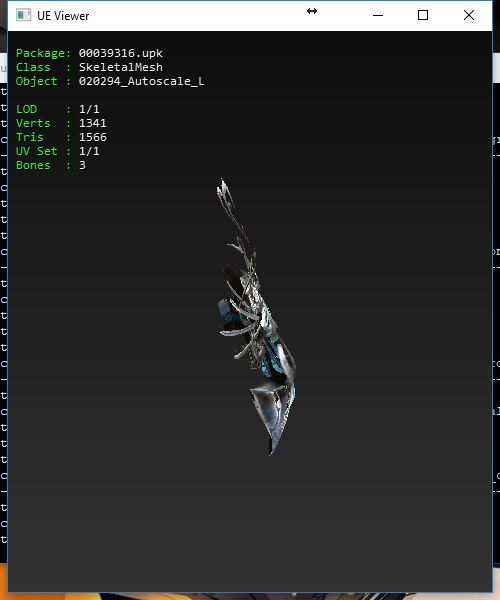 UE Viewer
Package: 00039316.upk
Class  : SkeletalMesh
Object : 020294_Autoscale_L
LOD    : 1/1
Verts  : 1341
Tris   : 1566
UV Set : 1/1
Bones  : 3